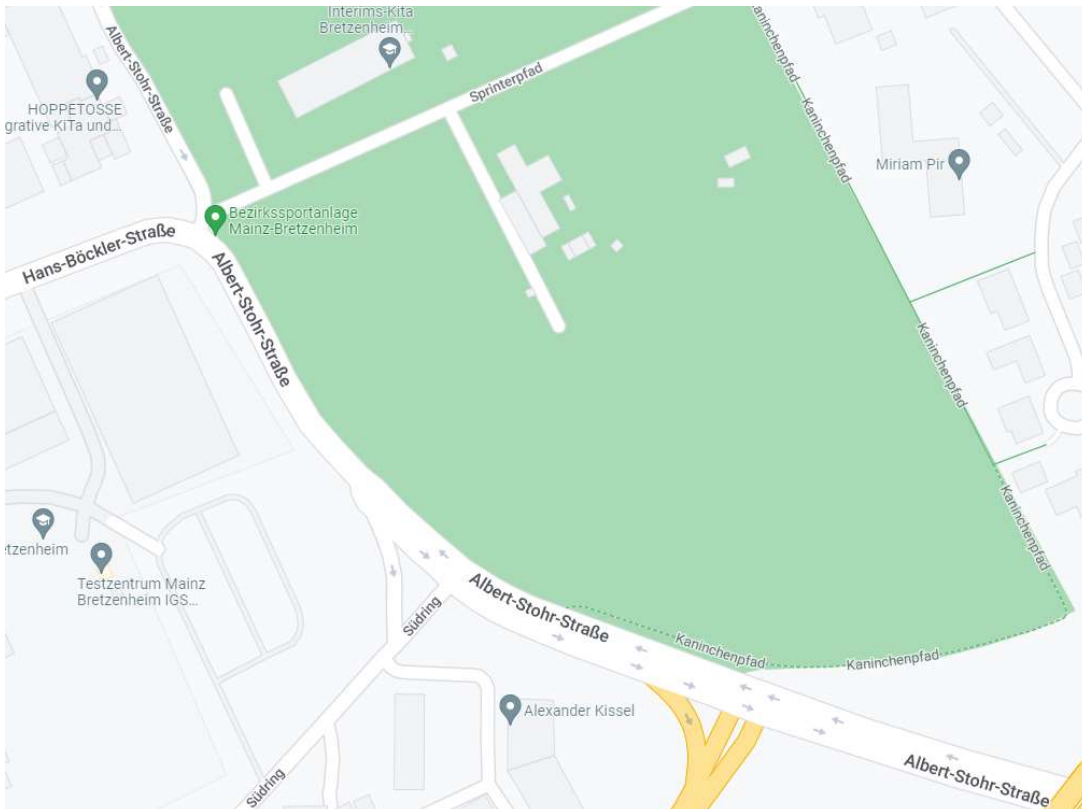 Interims-Kita
Bretzenheim...
Albert-Stohr-Straße
Kaninchenpfad
Kaninchenpfad
Sprinterpfad
HOPPETOSSE
grative KiTa und...
Miriam Pir
Bezirkssportanlage
Mainz-Bretzenheim
Hans-Böckler-Straße
Albert-Stohr-Straße
Kaninchenpfad
Kaninchenpfad
etzenheim
Testzentrum Mainz
Bretzenheim IGS...
Südring
Albert-Stohr-Straße
Kaninchenpfad
Kaninchenpfad
Alexander Kissel
Südring
Albert-Stohr-Straße